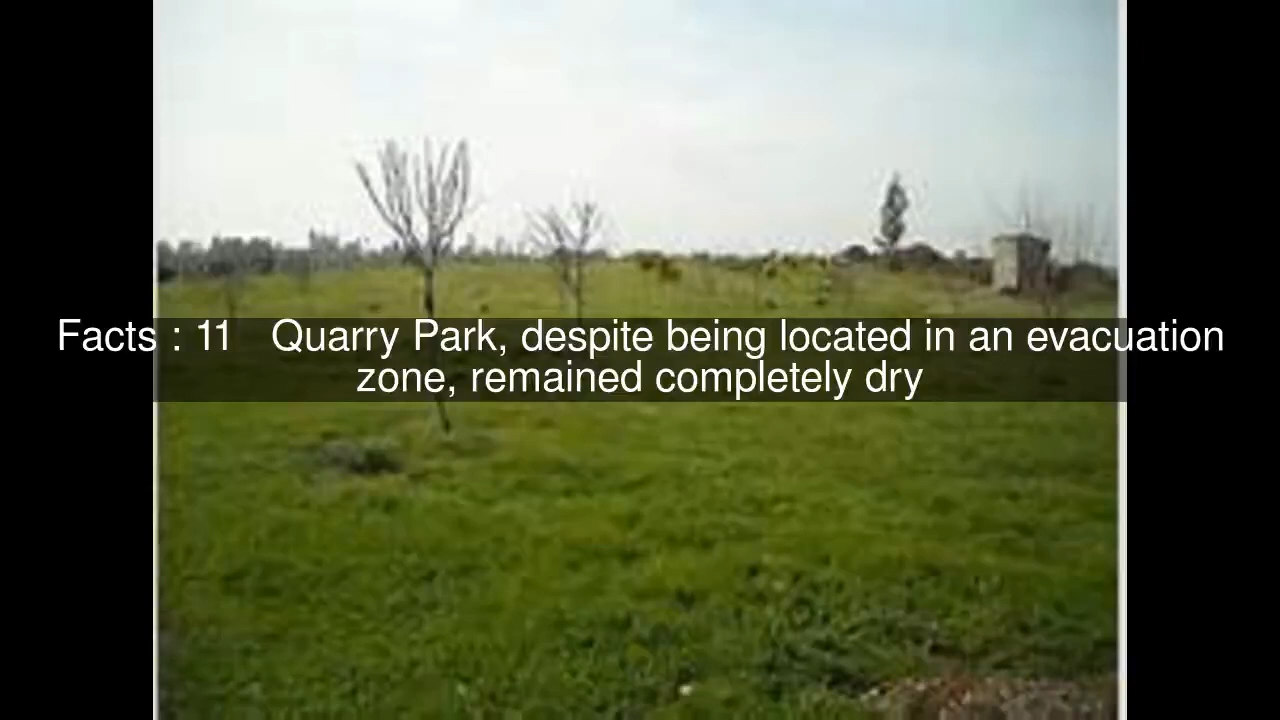 Facts : 11   Quarry Park, despite being located in an evacuation
zone, remained completely dry